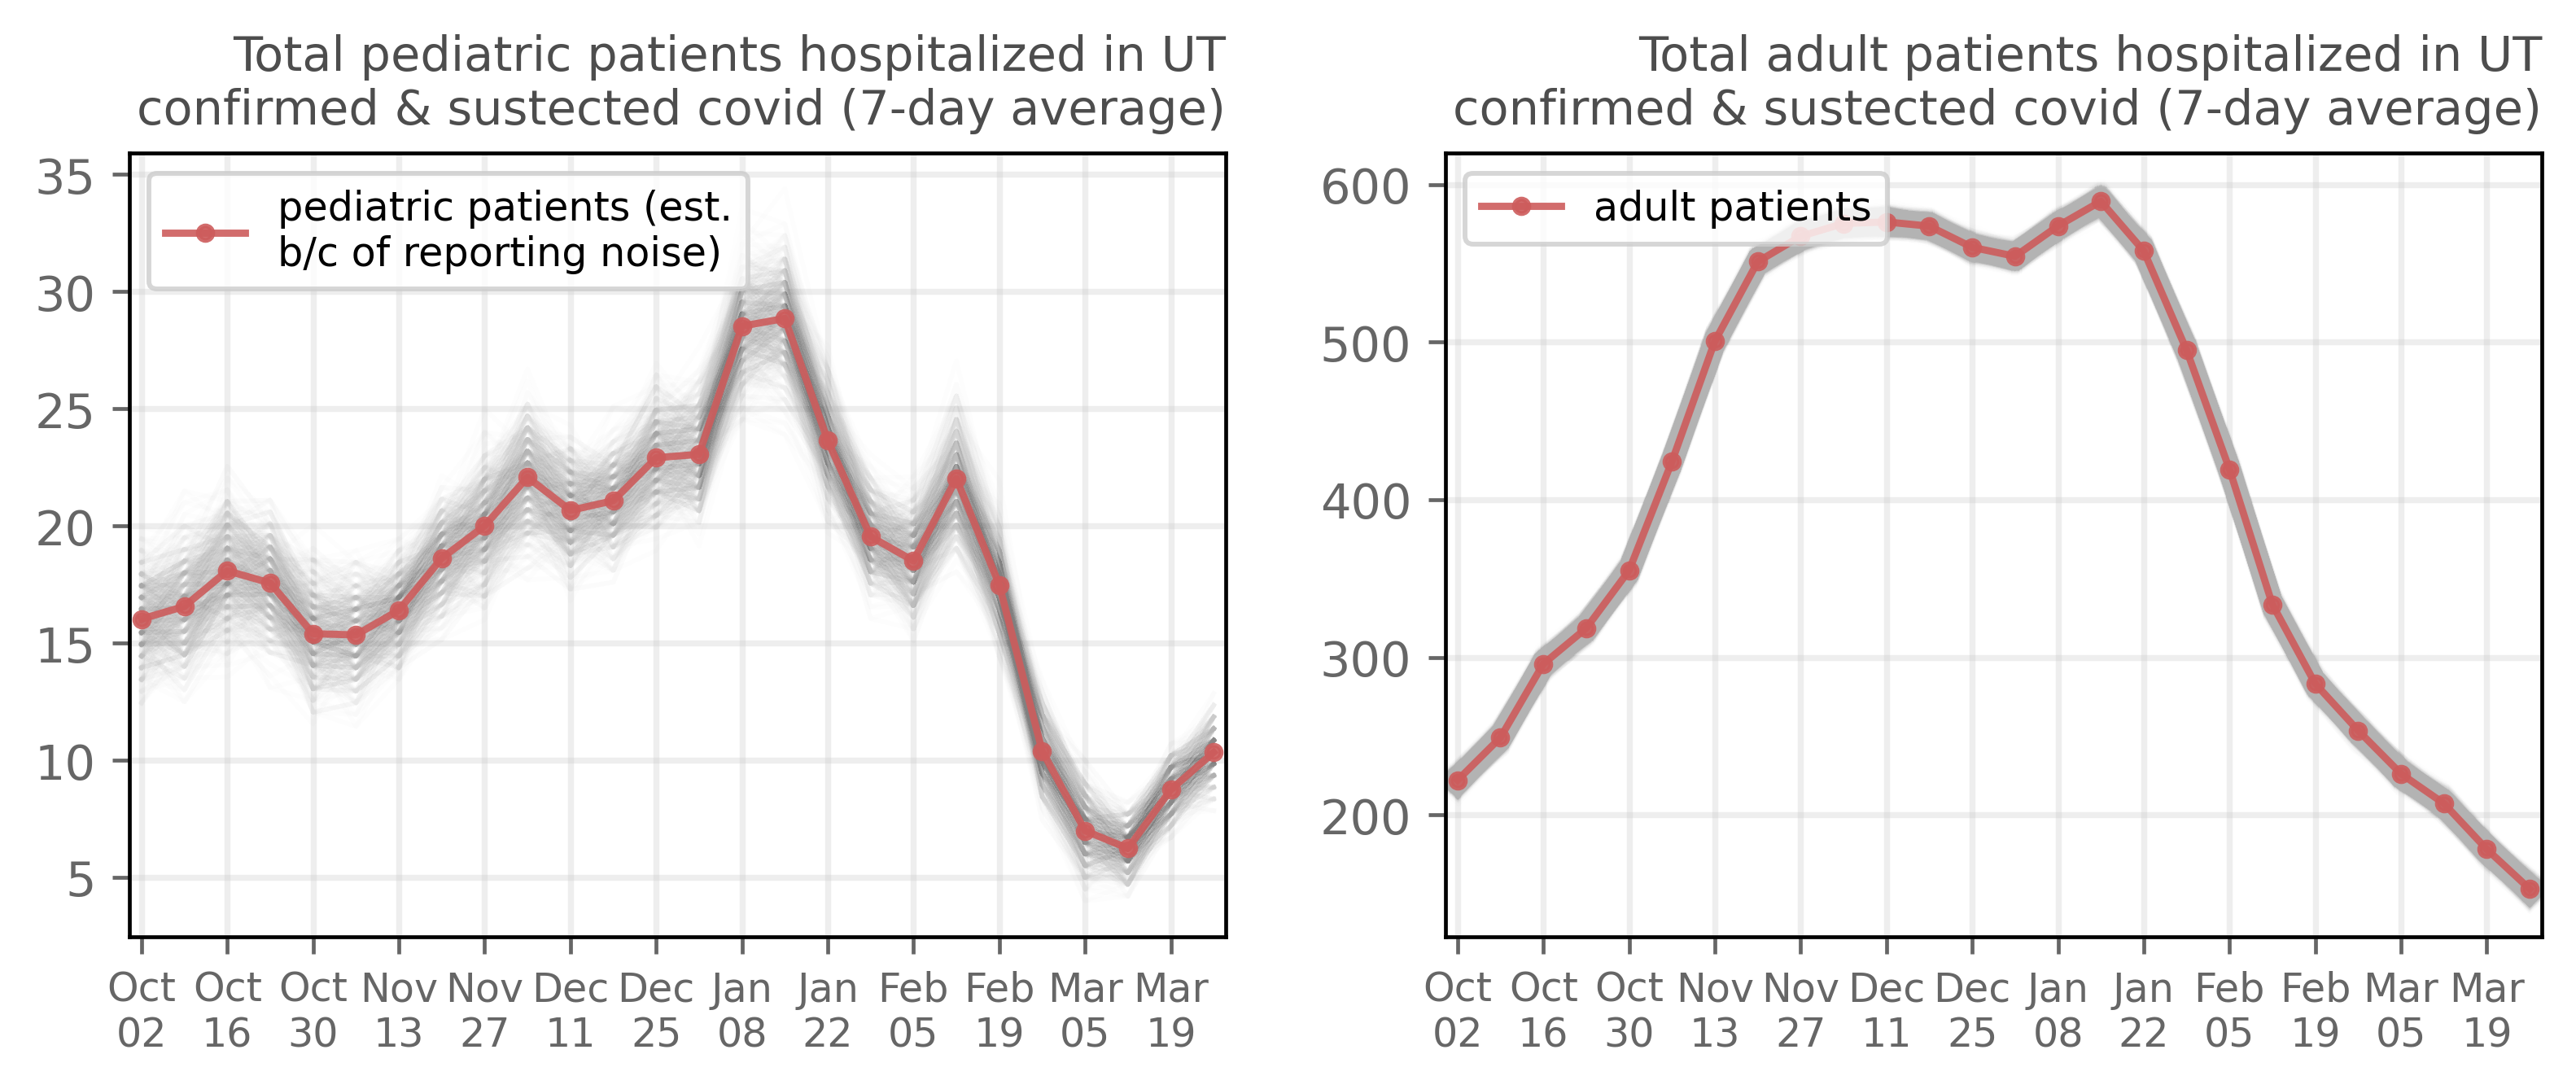 Total pediatric patients hospitalized in UT
confirmed & sustected covid (7-day average)
pediatric patients (est.
b/c of reporting noise)
35
30
25
20
15
10
5
Oct Oct Oct Nov Nov Dec Dec Jan Jan Feb Feb Mar Mar
02 16 30 13 27 11 25 08 22 05 19 05 19
Total adult patients hospitalized in UT
confirmed & sustected covid (7-day average)
adult patients
600
500
400
300
200
Oct Oct Oct Nov Nov Dec Dec Jan Jan Feb Feb Mar Mar
02 16 30 13 27 11 25 08 22 05 19 05 19